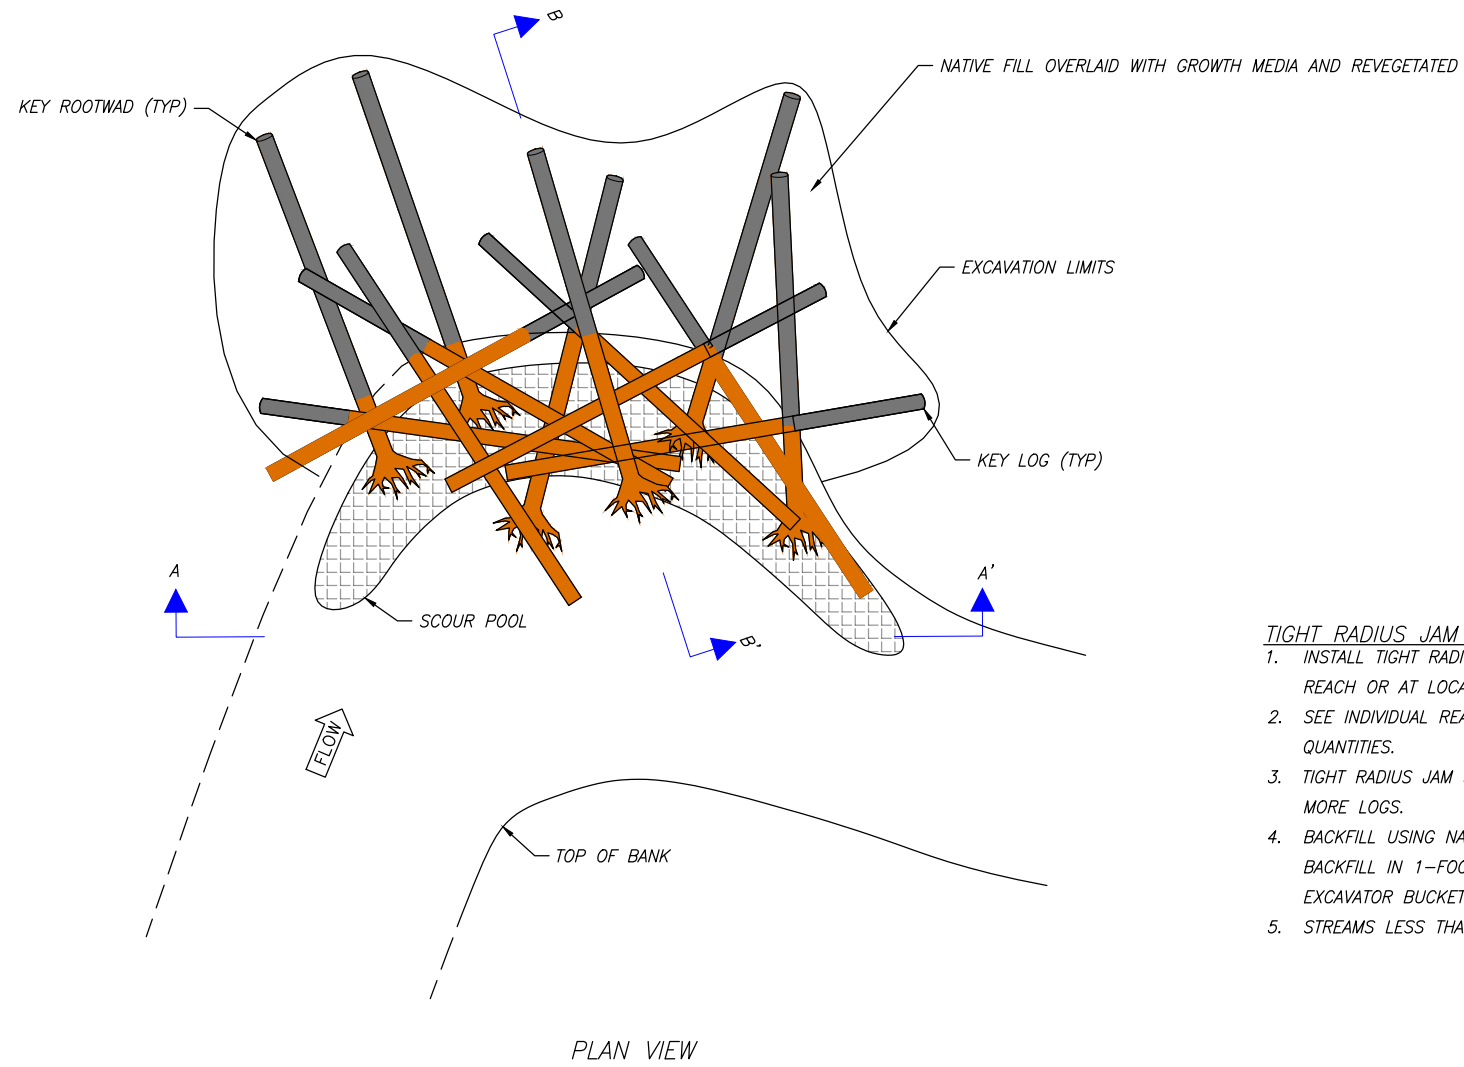 B
NATIVE FILL OVERLAID WITH GROWTH MEDIA AND REVEGETATED
KEY ROOTWAD (TYP)
EXCAVATION LIMITS
KEY LOG (TYP)
A
A'
SCOUR POOL
B'
FLOW
TOP OF BANK
PLAN VIEW
TIGHT RADIUS JAM
1. INSTALL TIGHT
REACH OR AT
2. SEE INDIVIDUAL
QUANTITIES.
3. TIGHT RADIUS JAM
MORE LOGS.
4. BACKFILL USING
BACKFILL IN
EXCAVATOR BUCKET
5. STREAMS LESS